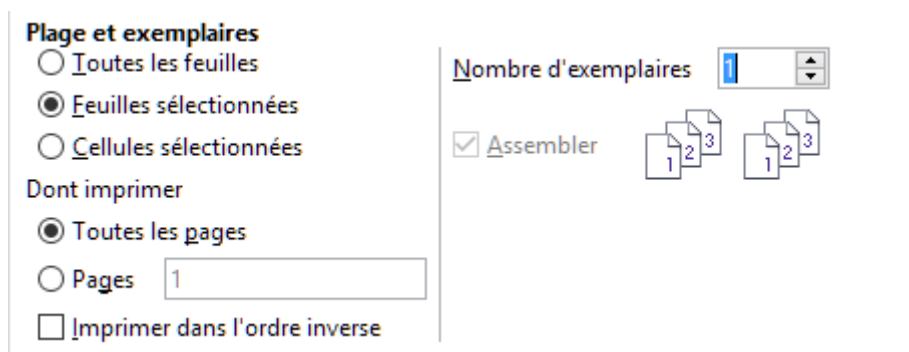 Plage et exemplaires
Toutes les feuilles
Feuilles sélectionnées
Cellules sélectionnées
Dont imprimer
Toutes les pages
Pages 1
Imprimer dans l'ordre inverse
Nombre d'exemplaires 1
Assembler 1 2 3 1 2 3